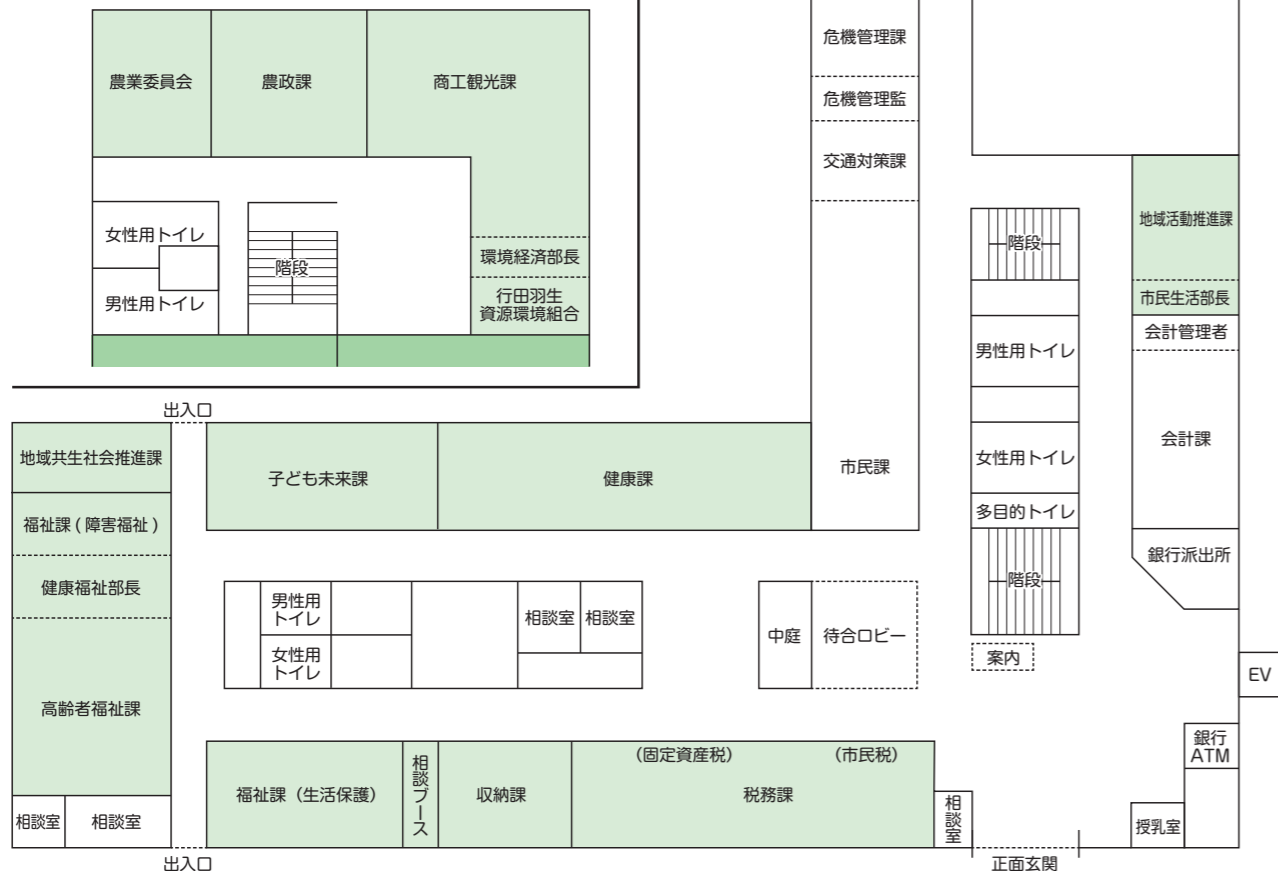 農業委員会
農政課
商工観光課
女性用トイレ
男性用トイレ
階段
環境経済部長
行田羽生
資源環境組合
危機管理課
危機管理監
交通対策課
市民課
階段
男性用トイレ
女性用トイレ
多目的トイレ
階段
案内
地域活動推進課
市民生活部長
会計管理者
会計課
銀行派出所
EV
銀行
ATM
授乳室
出入口
地域共生社会推進課
福祉課(障害福祉)
健康福祉部長
高齢者福祉課
相談室
相談室
子ども未来課
健康課
男性用
トイレ
女性用
トイレ
相談室
相談室
中庭
待合ロビー
福祉課(生活保護)
相談ブース
収納課
(固定資産税)
(市民税)
税務課
相談室
出入口
正面玄関